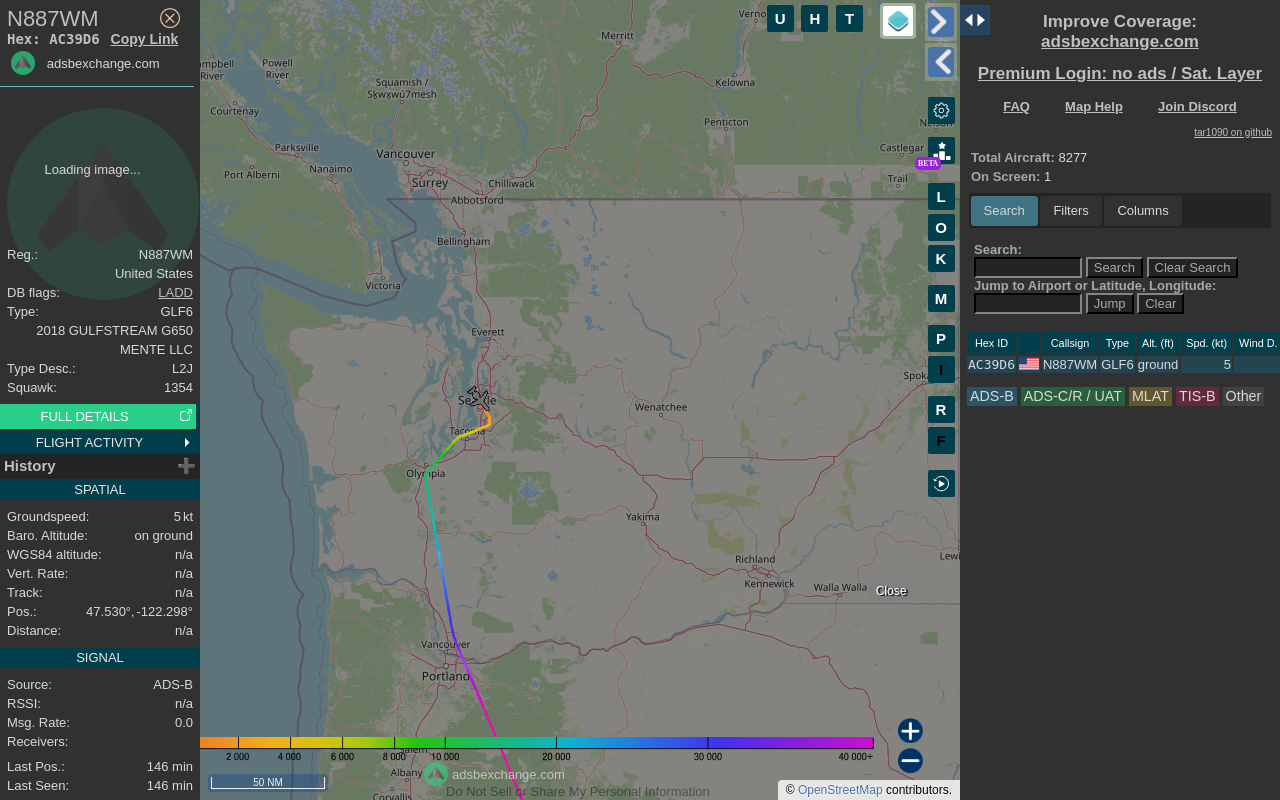 N887WM
Hex: AC39D6 Copy Link
adsbexchange.com
Loading image...
Reg.: N887WM
United States
DB flags: LADD
Type: GLF6
2018 GULFSTREAM G650
MENTE LLC
Type Desc.: L2J
Squawk: 1354
FULL DETAILS
FLIGHT ACTIVITY
History
SPATIAL
Groundspeed: 5 kt
Baro. Altitude: on ground
WGS84 altitude: n/a
Vert. Rate: n/a
Track: n/a
Pos.: 47.530°, -122.298°
Distance: n/a
SIGNAL
Source: ADS-B
RSSI: n/a
Msg. Rate: 0.0
Receivers:
Last Pos.: 146 min
Last Seen: 146 min
River
Powell
River
Squamish /
Sḵwx̱wú7mesh
Courtenay
Parksville
Nanaimo
Port Alberni
Vancouver
Surrey
Chilliwack
Abbotsford
Bellingham
Victoria
Everett
Merritt
Kelowna
Penticton
Castlegar
Trail
Tacoma
Olympia
Wenatchee
Yakima
Richland
Kennewick
Walla Walla
Vancouver
Portland
Albany
Corvallis
U H T
BETA
L
O
K
M
P
I
R
F
Close
2 000 4 000 6 000 8 000 10 000 20 000 30 000 40 000+
50 NM
adsbexchange.com
Do Not Sell or Share My Personal Information
© OpenStreetMap contributors.
Improve Coverage:
adsbexchange.com
Premium Login: no ads / Sat. Layer
FAQ Map Help Join Discord
tar1090 on github
Total Aircraft: 8277
On Screen: 1
Search Filters Columns
Search:
Search Clear Search
Jump to Airport or Latitude, Longitude:
Jump Clear
Hex ID Callsign Type Alt. (ft) Spd. (kt) Wind D.
AC39D6 N887WM GLF6 ground 5
ADS-B ADS-C/R / UAT MLAT TIS-B Other